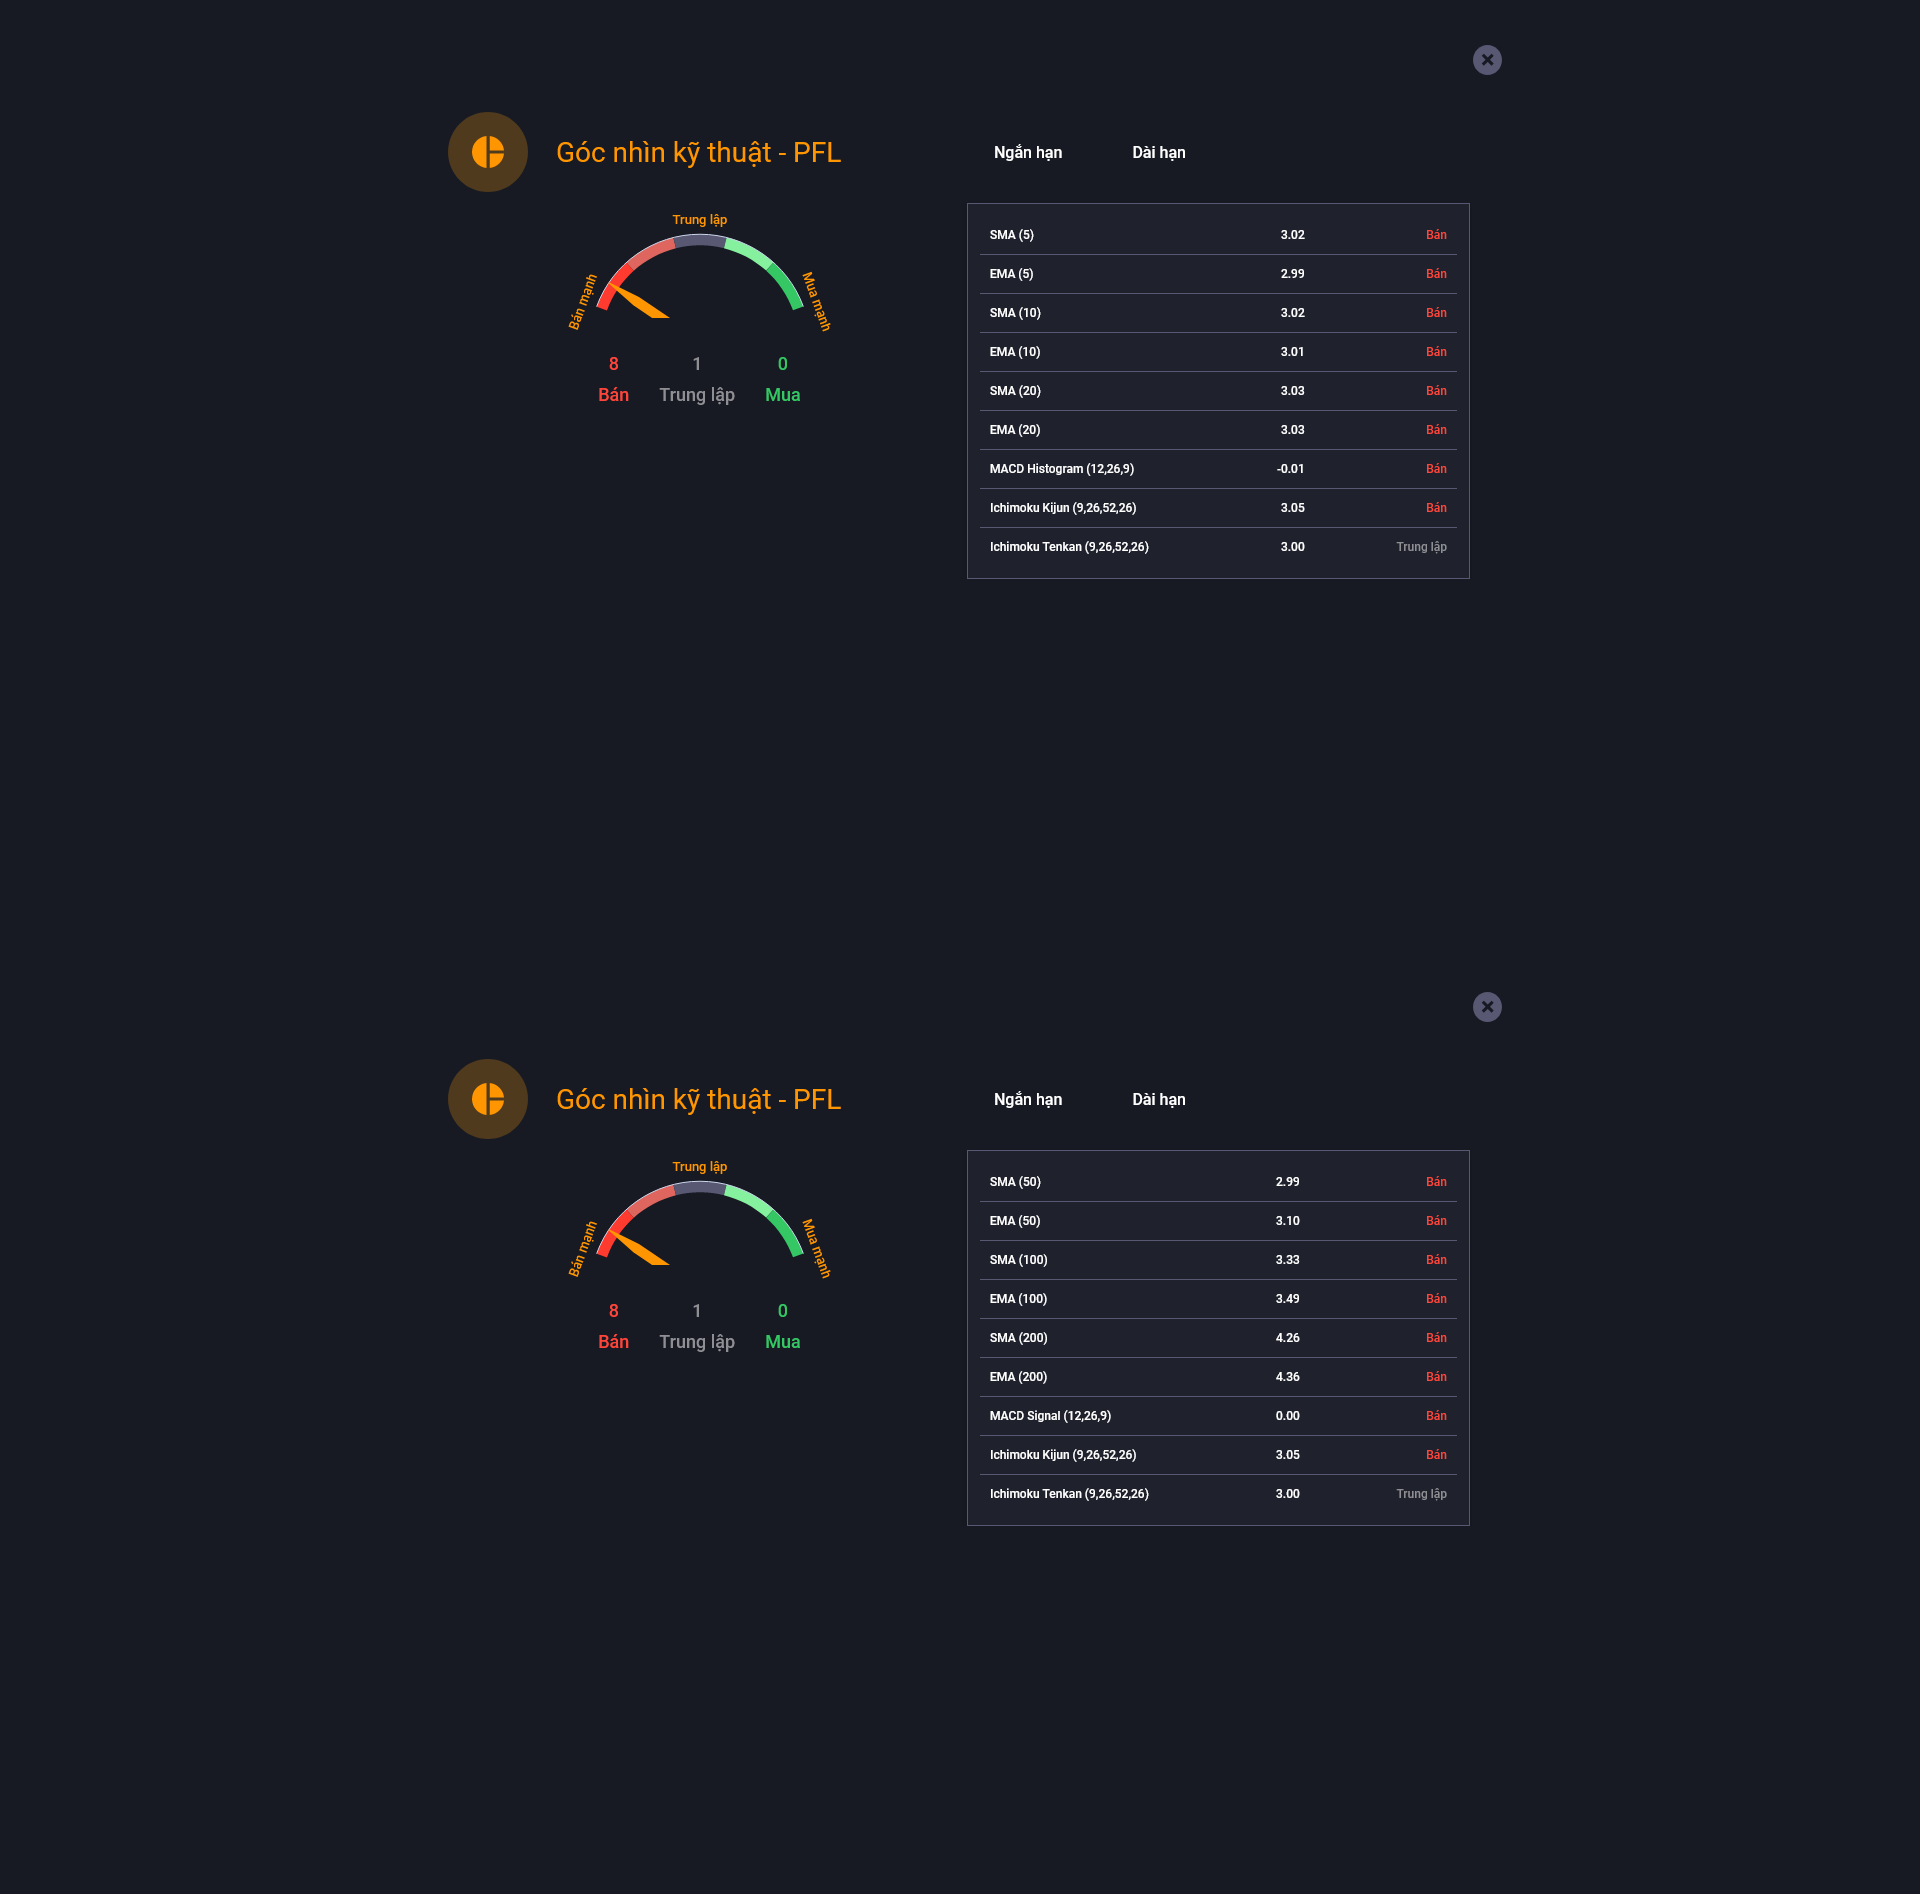 Góc nhìn kỹ thuật - PFL
Ngắn hạn Dài hạn
Trung lập
Bán mạnh
Mua mạnh
8 1 0
Bán Trung lập Mua
SMA (5) 3.02 Bán
EMA (5) 2.99 Bán
SMA (10) 3.02 Bán
EMA (10) 3.01 Bán
SMA (20) 3.03 Bán
EMA (20) 3.03 Bán
MACD Histogram (12,26,9) -0.01 Bán
Ichimoku Kijun (9,26,52,26) 3.05 Bán
Ichimoku Tenkan (9,26,52,26) 3.00 Trung lập
Góc nhìn kỹ thuật - PFL
Ngắn hạn Dài hạn
Trung lập
Bán mạnh
Mua mạnh
8 1 0
Bán Trung lập Mua
SMA (50) 2.99 Bán
EMA (50) 3.10 Bán
SMA (100) 3.33 Bán
EMA (100) 3.49 Bán
SMA (200) 4.26 Bán
EMA (200) 4.36 Bán
MACD Signal (12,26,9) 0.00 Bán
Ichimoku Kijun (9,26,52,26) 3.05 Bán
Ichimoku Tenkan (9,26,52,26) 3.00 Trung lập